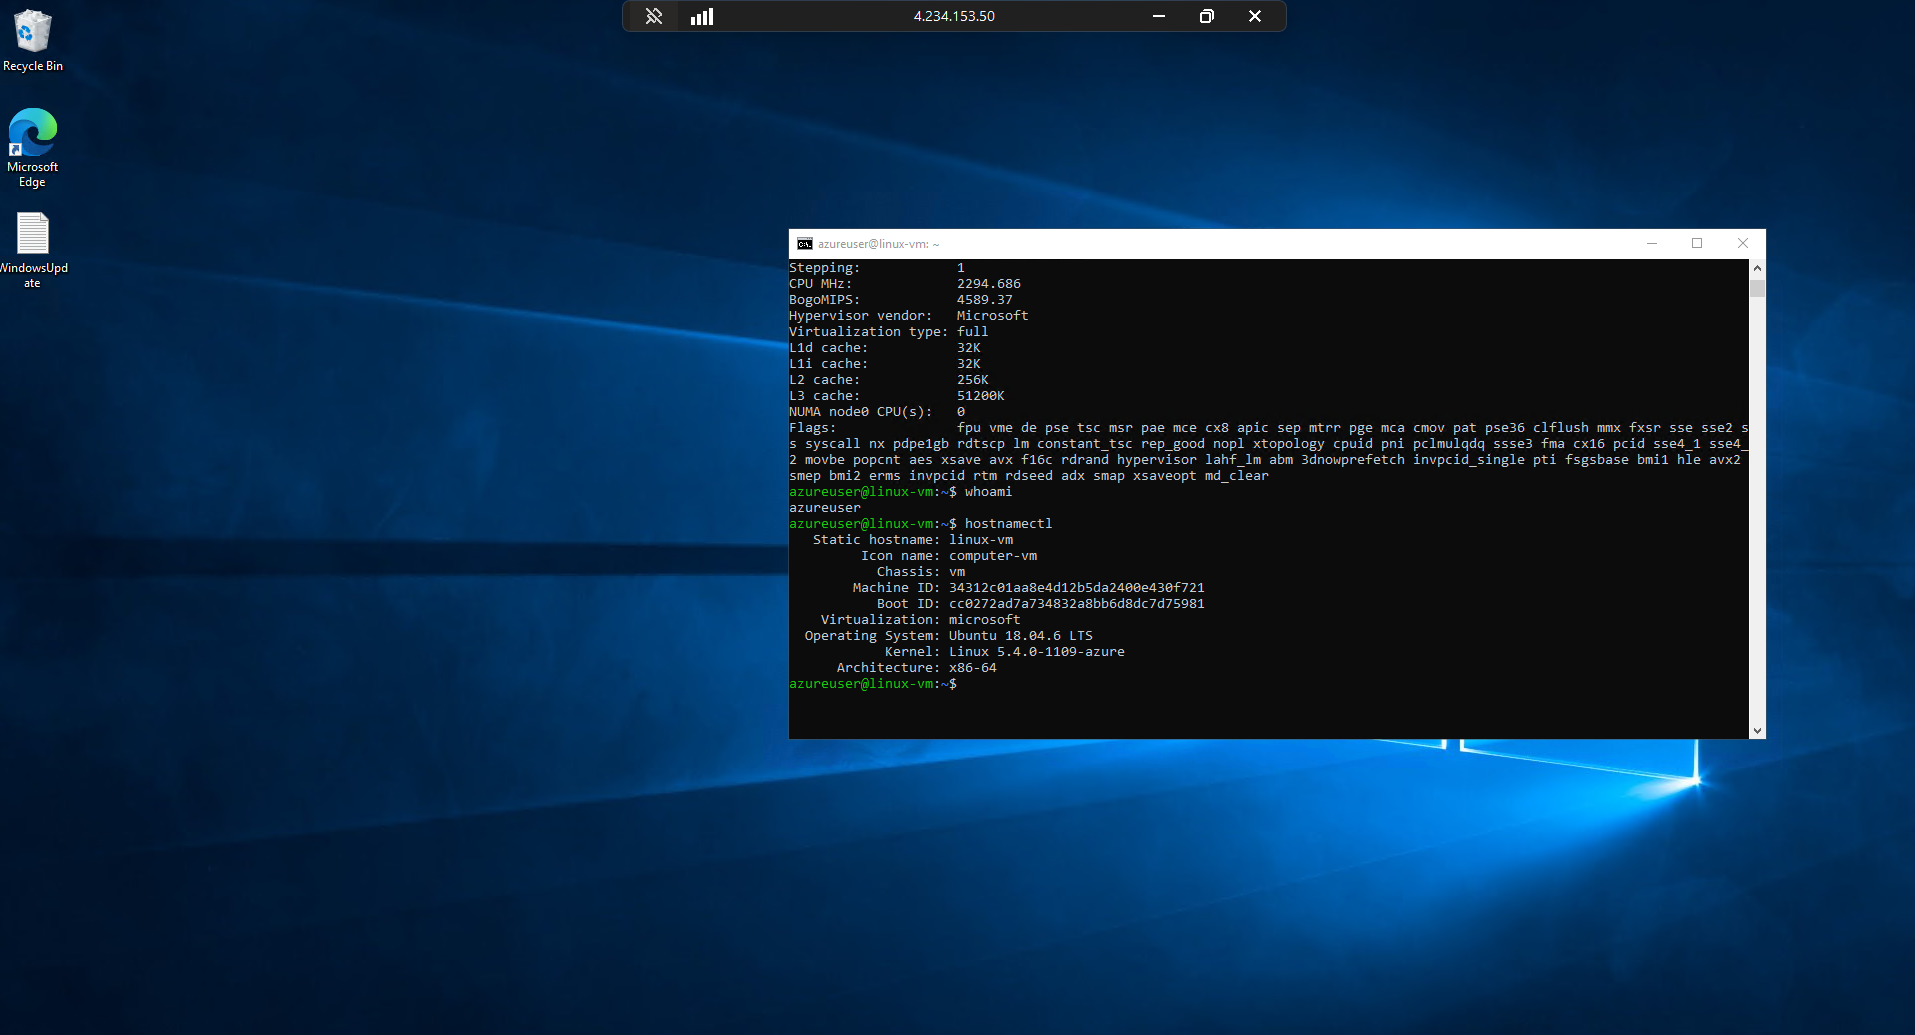 4.234.153.50
Recycle Bin
Microsoft
Edge
WindowsUpd
ate
azureuser@linux-vm: ~
Stepping: 1
CPU MHz: 2294.686
BogoMIPS: 4589.37
Hypervisor vendor: Microsoft
Virtualization type: full
L1d cache: 32K
L1i cache: 32K
L2 cache: 256K
L3 cache: 51200K
NUMA node0 CPU(s): 0
Flags: fpu vme de pse tsc msr pae mce cx8 apic sep mtrr pge mca cmov pat pse36 clflush mmx fxsr sse sse2 s
s syscall nx pdpe1gb rdtscp lm constant_tsc rep_good nopl xtopology cpuid pni pclmulqdq ssse3 fma cx16 pcid sse4_1 sse4_
2 movbe popcnt aes xsave avx f16c rdrand hypervisor lahf_lm abm 3dnowprefetch invpcid_single pti fsgsbase bmi1 hle avx2
smep bmi2 erms invpcid rtm rdseed adx smap xsaveopt md_clear
azureuser@linux-vm:~$ whoami
azureuser
azureuser@linux-vm:~$ hostnamectl
Static hostname: linux-vm
Icon name: computer-vm
Chassis: vm
Machine ID: 34312c01aa8e4d12b5da2400e430f721
Boot ID: cc0272ad7a734832a8bb6d8dc7d75981
Virtualization: microsoft
Operating System: Ubuntu 18.04.6 LTS
Kernel: Linux 5.4.0-1109-azure
Architecture: x86-64
azureuser@linux-vm:~$